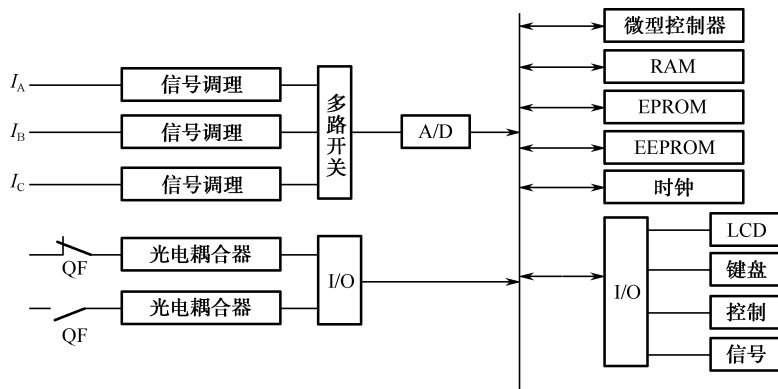 I_A
信号调理
I_B
信号调理
I_C
信号调理
多路开关
A/D
微型控制器
RAM
EPROM
EEPROM
时钟
QF
光电耦合器
QF
光电耦合器
I/O
I/O
LCD
键盘
控制
信号